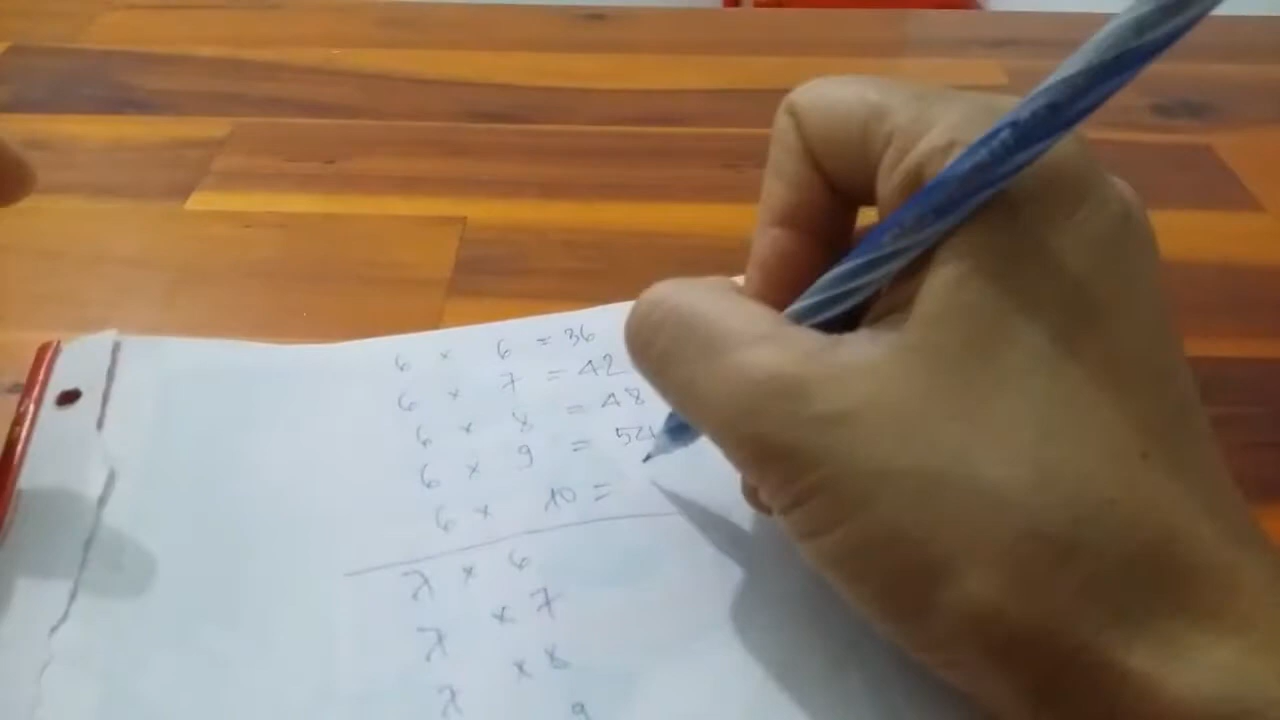 6 × 6 = 36
6 × 7 = 42
6 × 8 = 48
6 × 9 = 54
6 × 10 =
7 × 6
7 × 7
7 × 8
9